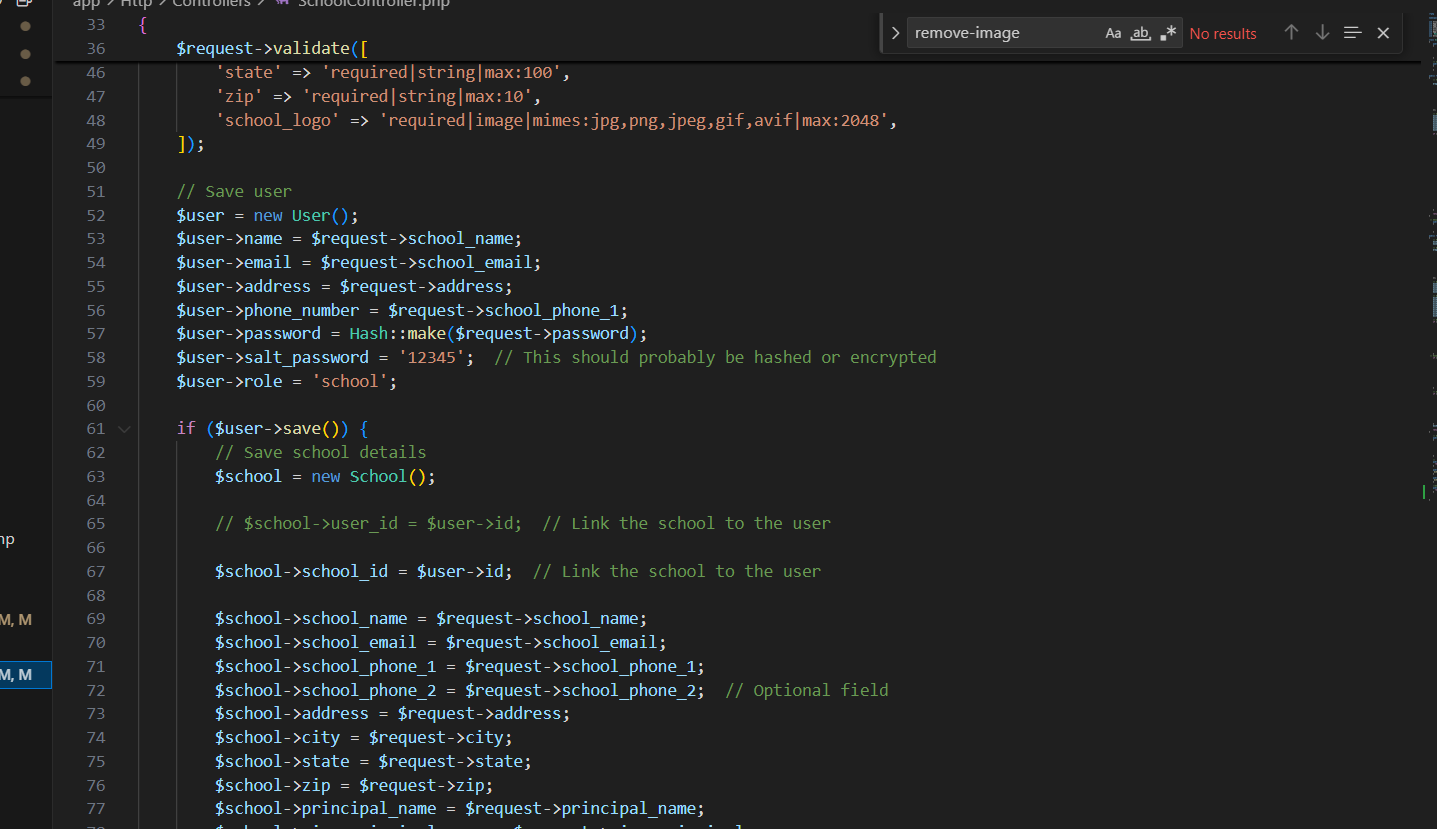 app > Http > Controllers > SchoolController.php
remove-image Aa ab .* No results
33 {
36 $request->validate([
46 'state' => 'required|string|max:100',
47 'zip' => 'required|string|max:10',
48 'school_logo' => 'required|image|mimes:jpg,png,jpeg,gif,avif|max:2048',
49 ]);
50
51 // Save user
52 $user = new User();
53 $user->name = $request->school_name;
54 $user->email = $request->school_email;
55 $user->address = $request->address;
56 $user->phone_number = $request->school_phone_1;
57 $user->password = Hash::make($request->password);
58 $user->salt_password = '12345';  // This should probably be hashed or encrypted
59 $user->role = 'school';
60
61 if ($user->save()) {
62 // Save school details
63 $school = new School();
64
65 // $school->user_id = $user->id;  // Link the school to the user
66
67 $school->school_id = $user->id;  // Link the school to the user
68
69 $school->school_name = $request->school_name;
70 $school->school_email = $request->school_email;
71 $school->school_phone_1 = $request->school_phone_1;
72 $school->school_phone_2 = $request->school_phone_2;  // Optional field
73 $school->address = $request->address;
74 $school->city = $request->city;
75 $school->state = $request->state;
76 $school->zip = $request->zip;
77 $school->principal_name = $request->principal_name;
M, M
M, M